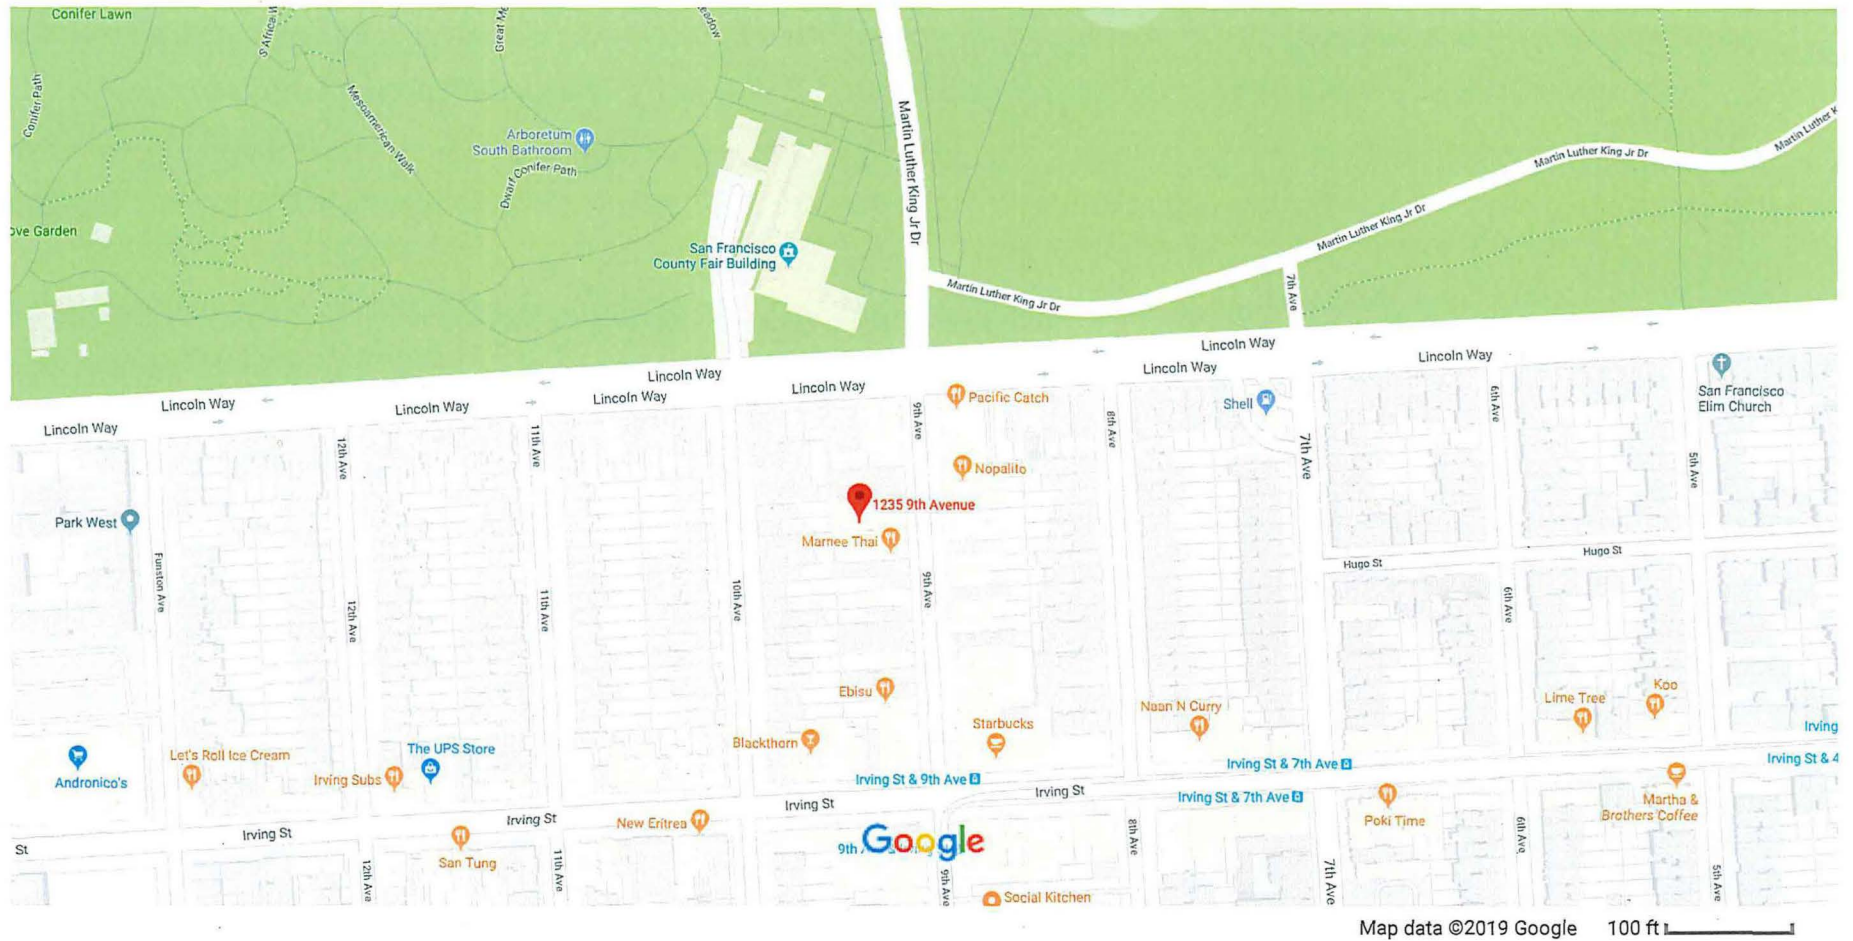 Conifer Lawn
Conifer Path
Mesoamerican Walk
Arboretum
South Bathroom
Dwarf Conifer Path
ove Garden
San Francisco
County Fair Building
Martin Luther King Jr Dr
Martin Luther King Jr Dr
Martin Luther King Jr Dr
Martin Luther King Jr Dr
Martin Luther K
7th Ave
Lincoln Way
Lincoln Way
Lincoln Way
Lincoln Way
Lincoln Way
Lincoln Way
Lincoln Way
Lincoln Way
Lincoln Way
Pacific Catch
Shell
San Francisco
Elim Church
12th Ave
11th Ave
9th Ave
8th Ave
7th Ave
6th Ave
5th Ave
Nopalito
1235 9th Avenue
Marnee Thai
Park West
Funston Ave
12th Ave
11th Ave
10th Ave
9th Ave
Hugo St
Hugo St
6th Ave
Ebisu
Blackthorn
Starbucks
Naan N Curry
Lime Tree
Koo
Irving
Andronico's
Let's Roll Ice Cream
Irving Subs
The UPS Store
Irving St & 9th Ave
Irving St & 7th Ave
Irving St & 4
Irving St & 7th Ave
Irving St
Irving St
Irving St
Irving St
St
New Eritrea
San Tung
Poki Time
Martha &
Brothers Coffee
9th
Google
12th Ave
11th Ave
9th Ave
8th Ave
7th Ave
6th Ave
5th Ave
Social Kitchen
Map data ©2019 Google 100 ft